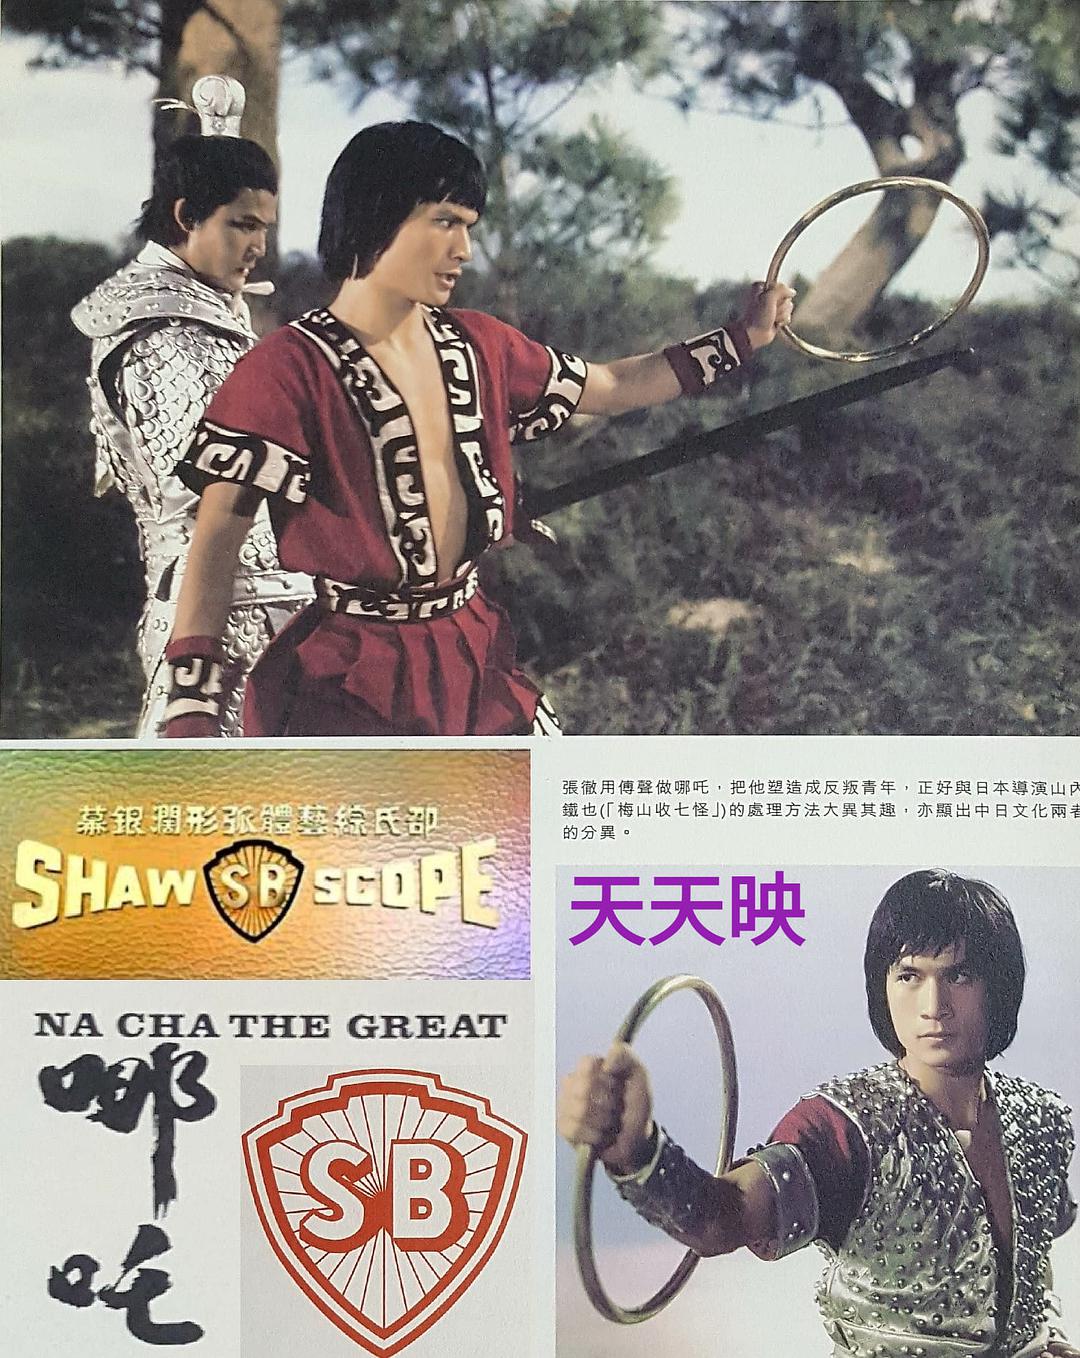 邵氏綜藝體弧形濶銀幕
SHAW SB SCOPE
張徹用傅聲做哪吒，把他塑造成反叛青年，正好與日本導演山內
鐵也(「梅山收七怪」)的處理方法大異其趣，亦顯出中日文化兩者
的分異。
天天映
NA CHA THE GREAT
哪吒
SB